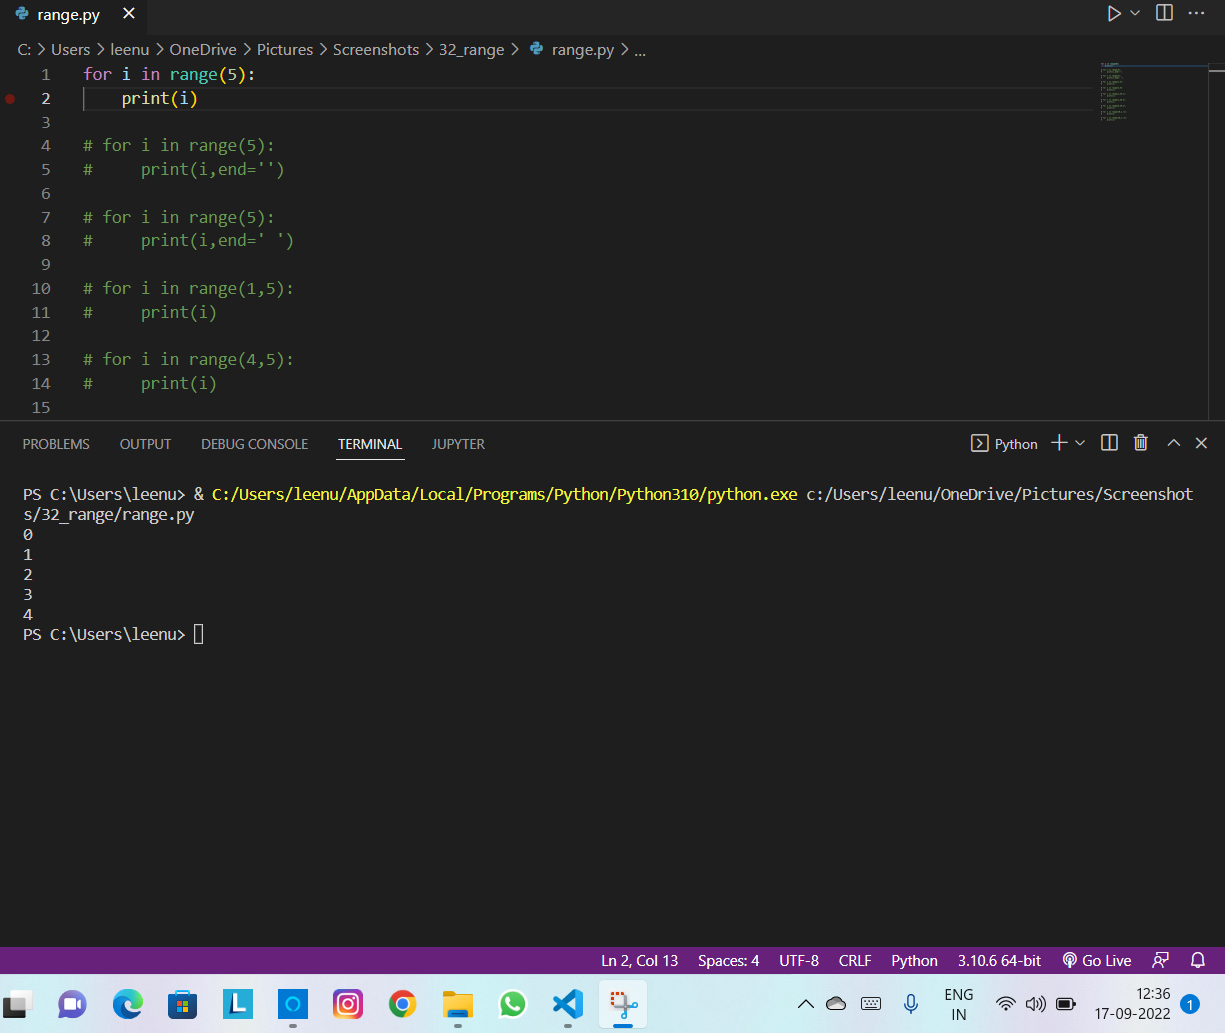 range.py
C: > Users > leenu > OneDrive > Pictures > Screenshots > 32_range > range.py > ...
1 for i in range(5):
2     print(i)
3
4 # for i in range(5):
5 #     print(i,end='')
6
7 # for i in range(5):
8 #     print(i,end=' ')
9
10 # for i in range(1,5):
11 #     print(i)
12
13 # for i in range(4,5):
14 #     print(i)
15
PROBLEMS OUTPUT DEBUG CONSOLE TERMINAL JUPYTER Python
PS C:\Users\leenu> & C:/Users/leenu/AppData/Local/Programs/Python/Python310/python.exe c:/Users/leenu/OneDrive/Pictures/Screenshot
s/32_range/range.py
0
1
2
3
4
PS C:\Users\leenu>
Ln 2, Col 13 Spaces: 4 UTF-8 CRLF Python 3.10.6 64-bit Go Live
L
ENG 12:36
IN 17-09-2022 1